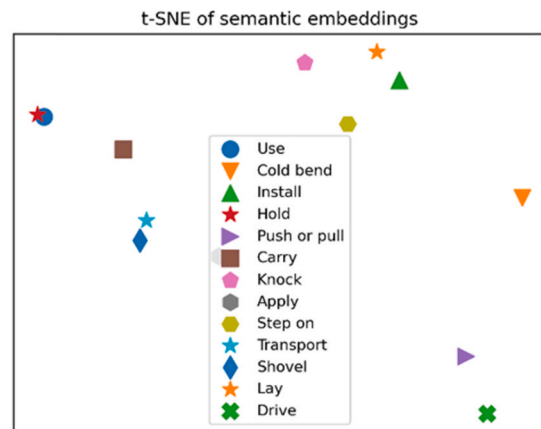 t-SNE of semantic embeddings
Use
Cold bend
Install
Hold
Push or pull
Carry
Knock
Apply
Step on
Transport
Shovel
Lay
Drive